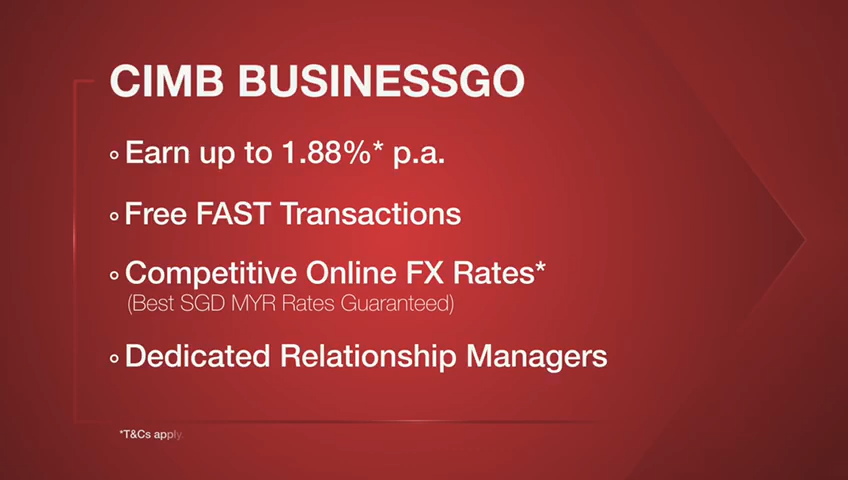 CIMB BUSINESSGO
Earn up to 1.88%* p.a.
Free FAST Transactions
Competitive Online FX Rates*
(Best SGD MYR Rates Guaranteed)
Dedicated Relationship Managers
*T&Cs apply.